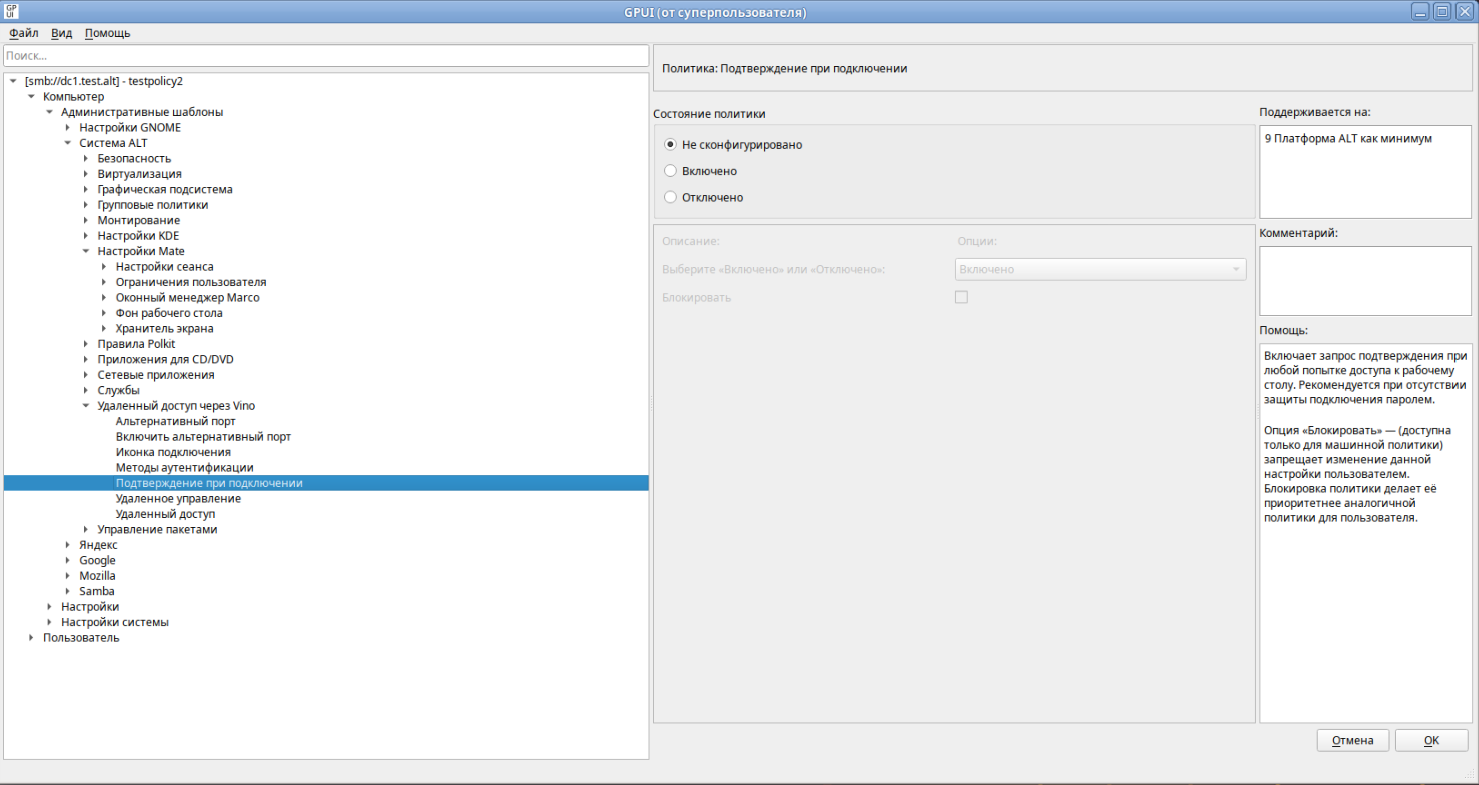 GPUI (от суперпользователя)
GP
UI
Файл Вид Помощь
Поиск...
[smb://dc1.test.alt] - testpolicy2
Компьютер
Административные шаблоны
Настройки GNOME
Система ALT
Безопасность
Виртуализация
Графическая подсистема
Групповые политики
Монтирование
Настройки KDE
Настройки Mate
Настройки сеанса
Ограничения пользователя
Оконный менеджер Marco
Фон рабочего стола
Хранитель экрана
Правила Polkit
Приложения для CD/DVD
Сетевые приложения
Службы
Удаленный доступ через Vino
Альтернативный порт
Включить альтернативный порт
Иконка подключения
Методы аутентификации
Подтверждение при подключении
Удаленное управление
Удаленный доступ
Управление пакетами
Яндекс
Google
Mozilla
Samba
Настройки
Настройки системы
Пользователь
Политика: Подтверждение при подключении
Состояние политики
Не сконфигурировано
Включено
Отключено
Описание: Опции:
Выберите «Включено» или «Отключено»: Включено
Блокировать
Поддерживается на:
9 Платформа ALT как минимум
Комментарий:
Помощь:
Включает запрос подтверждения при
любой попытке доступа к рабочему
столу. Рекомендуется при отсутствии
защиты подключения паролем.
Опция «Блокировать» — (доступна
только для машинной политики)
запрещает изменение данной
настройки пользователем.
Блокировка политики делает её
приоритетнее аналогичной
политики для пользователя.
Отмена OK